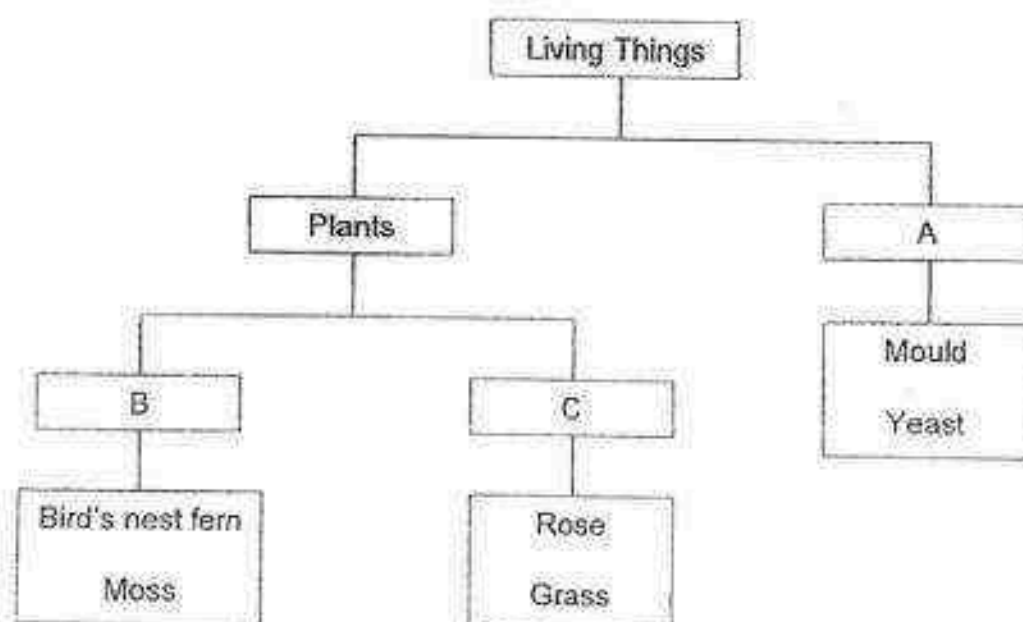 Living Things
Plants
A
Mould
Yeast
B
C
Bird's nest fern
Moss
Rose
Grass